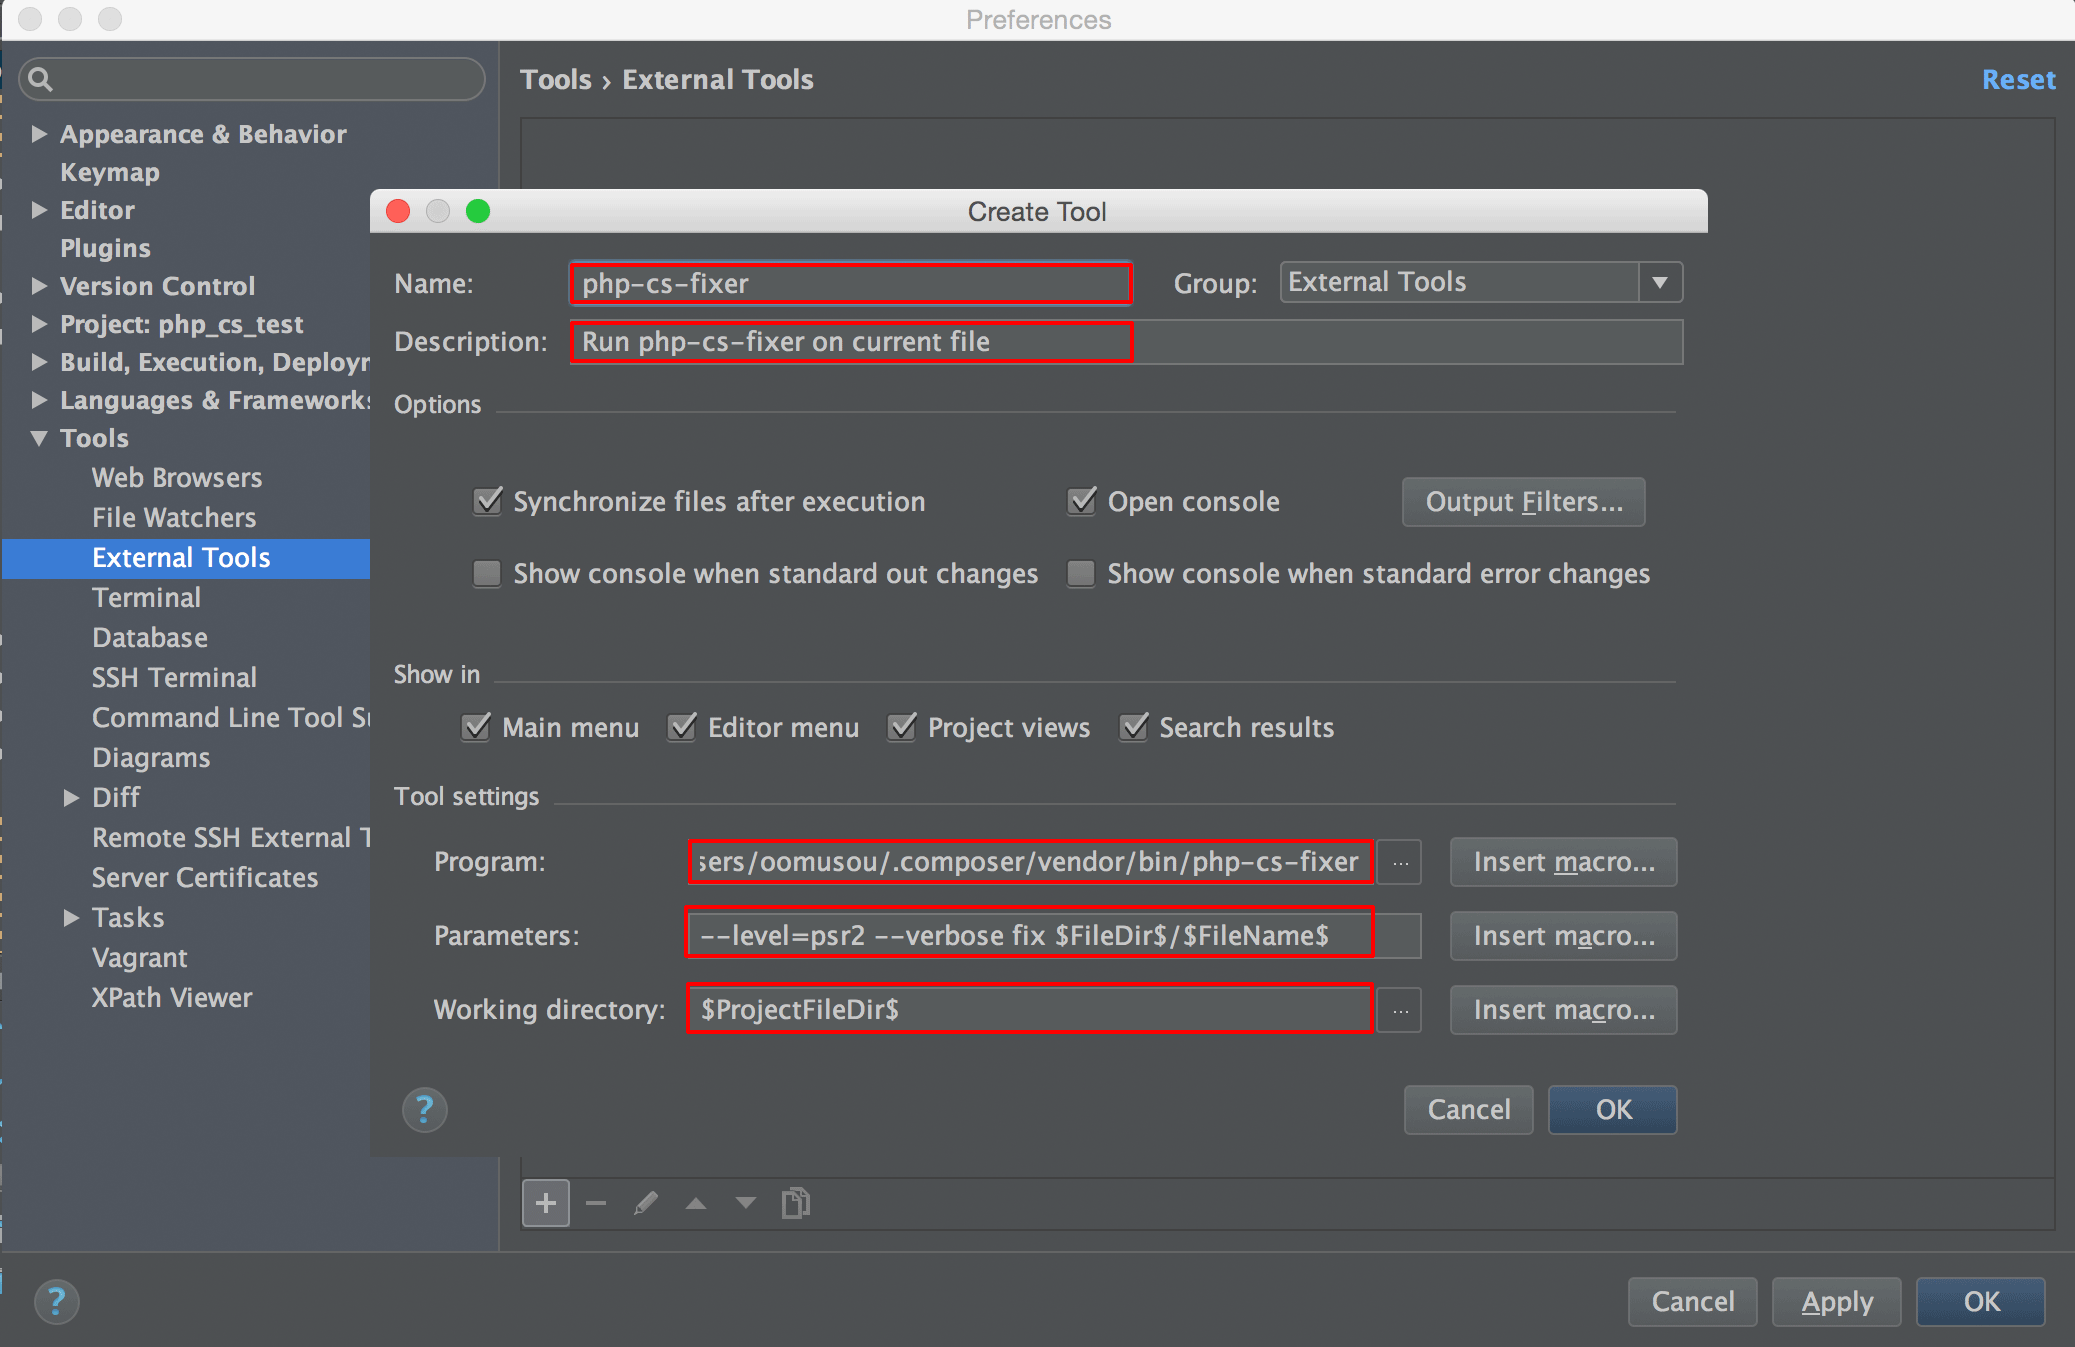 Preferences
Tools › External Tools
Reset
Appearance & Behavior
Keymap
Editor
Plugins
Version Control
Project: php_cs_test
Build, Execution, Deployr
Languages & Frameworks
Tools
Web Browsers
File Watchers
External Tools
Terminal
Database
SSH Terminal
Command Line Tool Su
Diagrams
Diff
Remote SSH External T
Server Certificates
Tasks
Vagrant
XPath Viewer
Create Tool
Name: php-cs-fixer Group: External Tools
Description: Run php-cs-fixer on current file
Options
Synchronize files after execution Open console Output Filters...
Show console when standard out changes Show console when standard error changes
Show in
Main menu Editor menu Project views Search results
Tool settings
Program: sers/oomusou/.composer/vendor/bin/php-cs-fixer ... Insert macro...
Parameters: --level=psr2 --verbose fix $FileDir$/$FileName$ Insert macro...
Working directory: $ProjectFileDir$ ... Insert macro...
? Cancel OK
? Cancel Apply OK